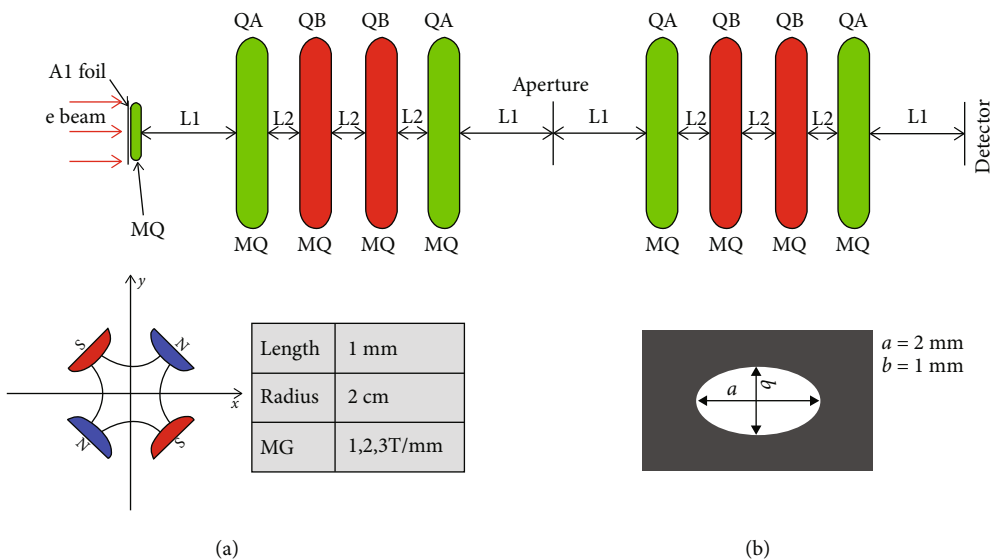 QA QB QB QA QA QB QB QA
A1 foil
Aperture
e beam
L1 L2 L2 L2 L1 L1 L2 L2 L2 L1
Detector
MQ
MQ MQ MQ MQ MQ MQ MQ MQ
y
S N
x
N S
Length 1 mm
Radius 2 cm
MG 1,2,3T/mm
a = 2 mm
b = 1 mm
a b
(a) (b)